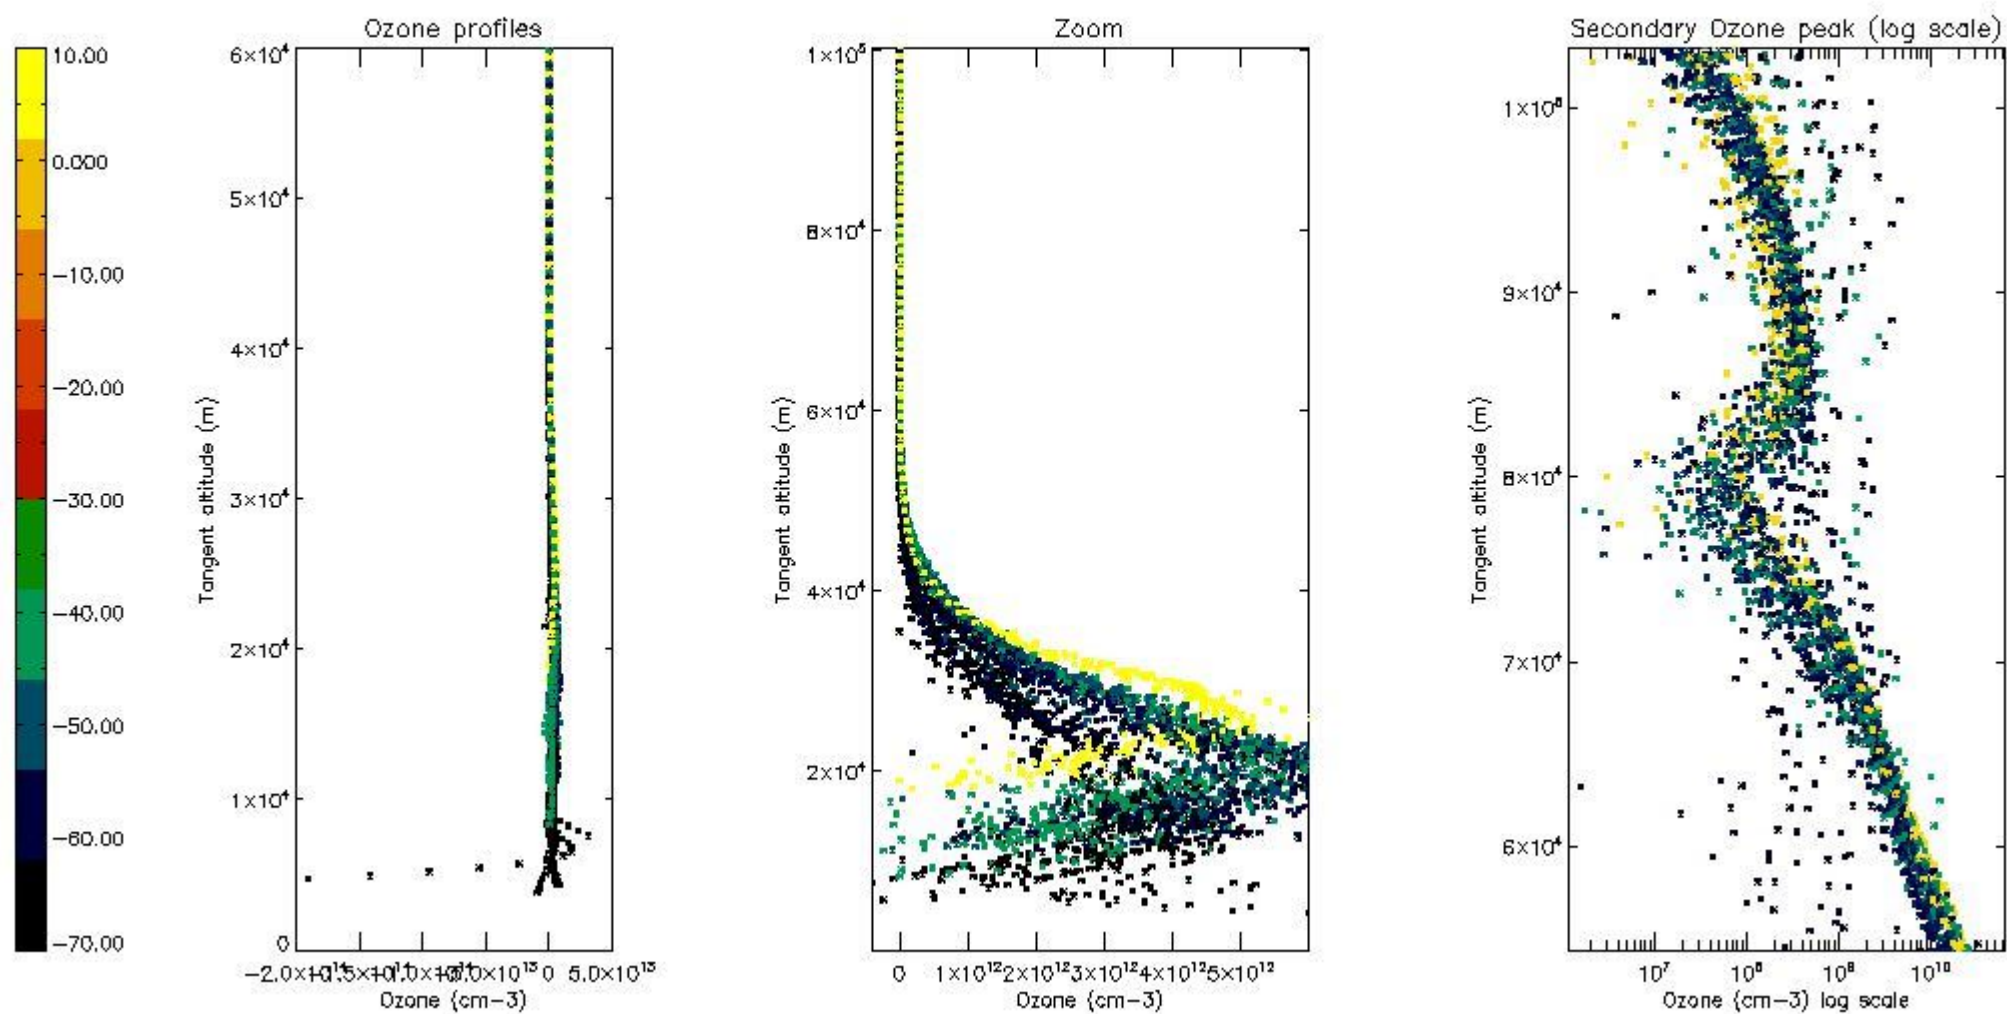 Ozone profiles
Zoom
Secondary Ozone peak (log scale)
10.00
0.000
−10.00
−20.00
−30.00
−40.00
−50.00
−60.00
−70.00
6×10⁴
5×10⁴
4×10⁴
3×10⁴
2×10⁴
1×10⁴
0
Tangent altitude (m)
0 5.0×10¹³
Ozone (cm−3)
1×10⁵
8×10⁴
6×10⁴
4×10⁴
2×10⁴
Tangent altitude (m)
0 1×10¹² 2×10¹² 3×10¹² 4×10¹² 5×10¹²
Ozone (cm−3)
1×10⁵
9×10⁴
8×10⁴
7×10⁴
6×10⁴
Tangent altitude (m)
10⁷ 10⁸ 10⁹ 10¹⁰
Ozone (cm−3) log scale